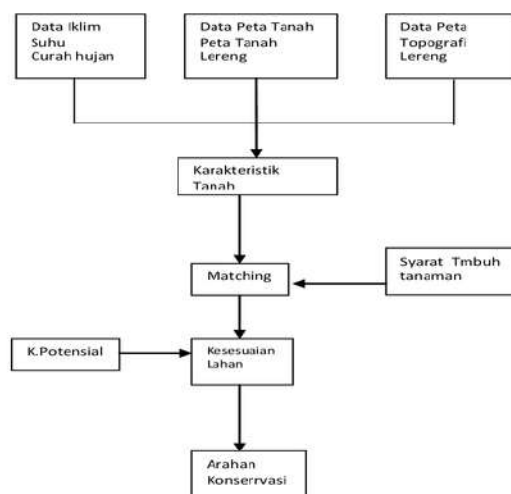 Data Iklim
Suhu
Curah hujan
Data Peta Tanah
Peta Tanah
Lereng
Data Peta
Topografi
Lereng
Karakteristik
Tanah
Matching
Syarat Tmbuh
tanaman
K.Potensial
Kesesuaian
Lahan
Arahan
Konserrvasi